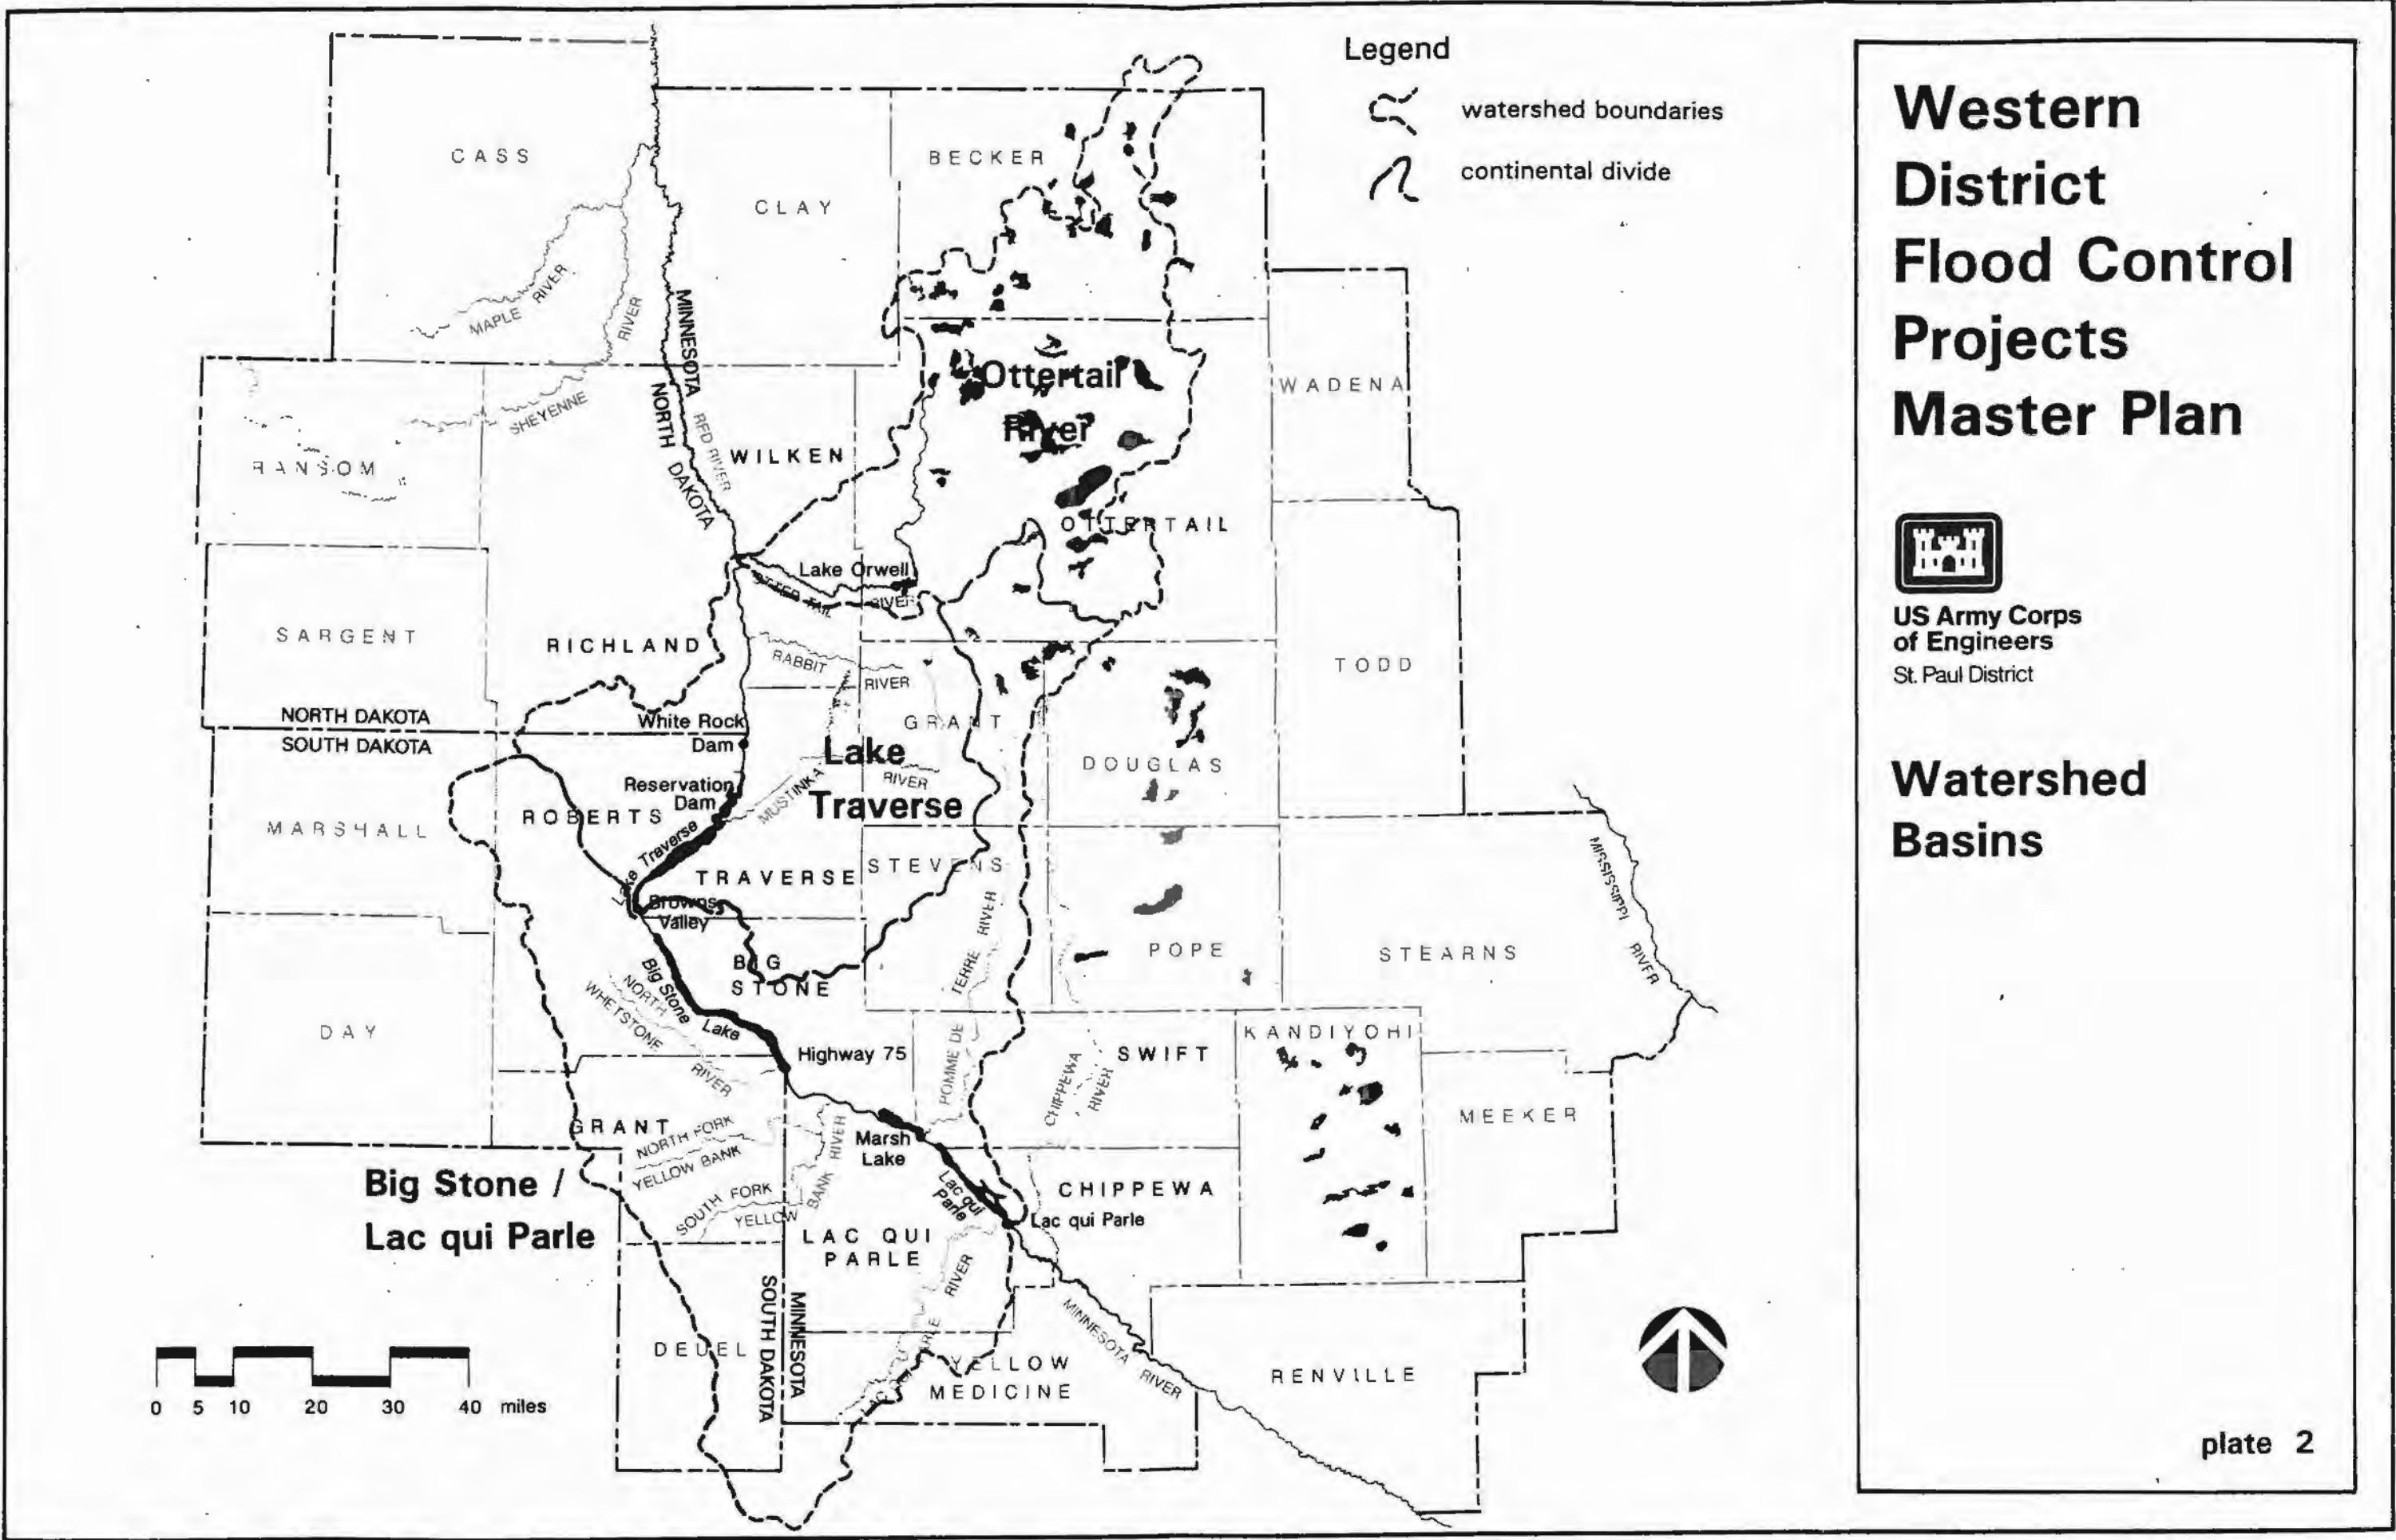 Legend
watershed boundaries
continental divide
Western
District
Flood Control
Projects
Master Plan
US Army Corps
of Engineers
St. Paul District
Watershed
Basins
plate 2
CASS
CLAY
BECKER
MAPLE RIVER
RIVER
MINNESOTA
NORTH DAKOTA
RED RIVER
SHEYENNE
RANSOM
WILKEN
Ottertail
River
WADENA
OTTERTAIL
Lake Orwell
OTTER TAIL
RIVER
SARGENT
RICHLAND
RABBIT
RIVER
TODD
NORTH DAKOTA
SOUTH DAKOTA
White Rock
Dam
GRANT
Lake
Traverse
RIVER
MUSTINKA
DOUGLAS
Reservation
Dam
ROBERTS
MARSHALL
Lake Traverse
TRAVERSE
STEVENS
Browns
Valley
MISSISSIPPI
RIVER
BIG
STONE
Big Stone
Lake
NORTH
WHETSTONE
RIVER
POMME DE
TERRE
RIVER
POPE
STEARNS
DAY
Highway 75
CHIPPEWA
RIVER
SWIFT
KANDIYOHI
MEEKER
GRANT
NORTH FORK
YELLOW BANK
SOUTH FORK
YELLOW
BANK RIVER
Marsh
Lake
Lac qui
Parle
CHIPPEWA
Lac qui Parle
Big Stone /
Lac qui Parle
LAC QUI
PARLE
RIVER
SOUTH DAKOTA
MINNESOTA
DEUEL
YELLOW
MEDICINE
MINNESOTA
RIVER
RENVILLE
0 5 10 20 30 40 miles